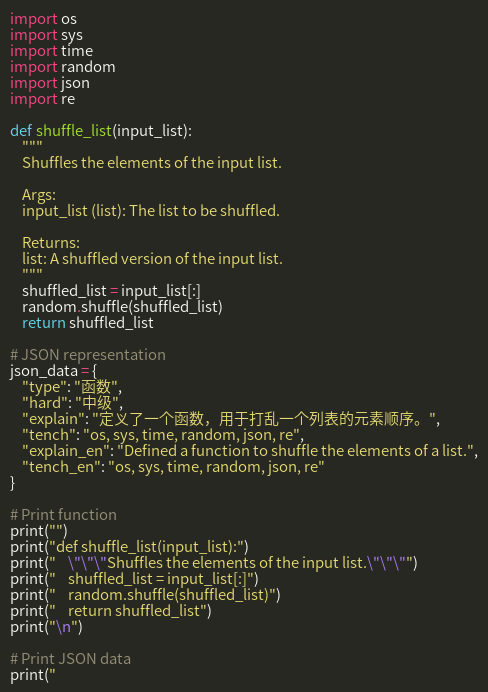 import os
import sys
import time
import random
import json
import re

def shuffle_list(input_list):
    """
    Shuffles the elements of the input list.

    Args:
    input_list (list): The list to be shuffled.

    Returns:
    list: A shuffled version of the input list.
    """
    shuffled_list = input_list[:]
    random.shuffle(shuffled_list)
    return shuffled_list

# JSON representation
json_data = {
    "type": "函数",
    "hard": "中级",
    "explain": "定义了一个函数，用于打乱一个列表的元素顺序。",
    "tench": "os, sys, time, random, json, re",
    "explain_en": "Defined a function to shuffle the elements of a list.",
    "tench_en": "os, sys, time, random, json, re"
}

# Print function
print("")
print("def shuffle_list(input_list):")
print("    \"\"\"Shuffles the elements of the input list.\"\"\"")
print("    shuffled_list = input_list[:]")
print("    random.shuffle(shuffled_list)")
print("    return shuffled_list")
print("\n")

# Print JSON data
print("